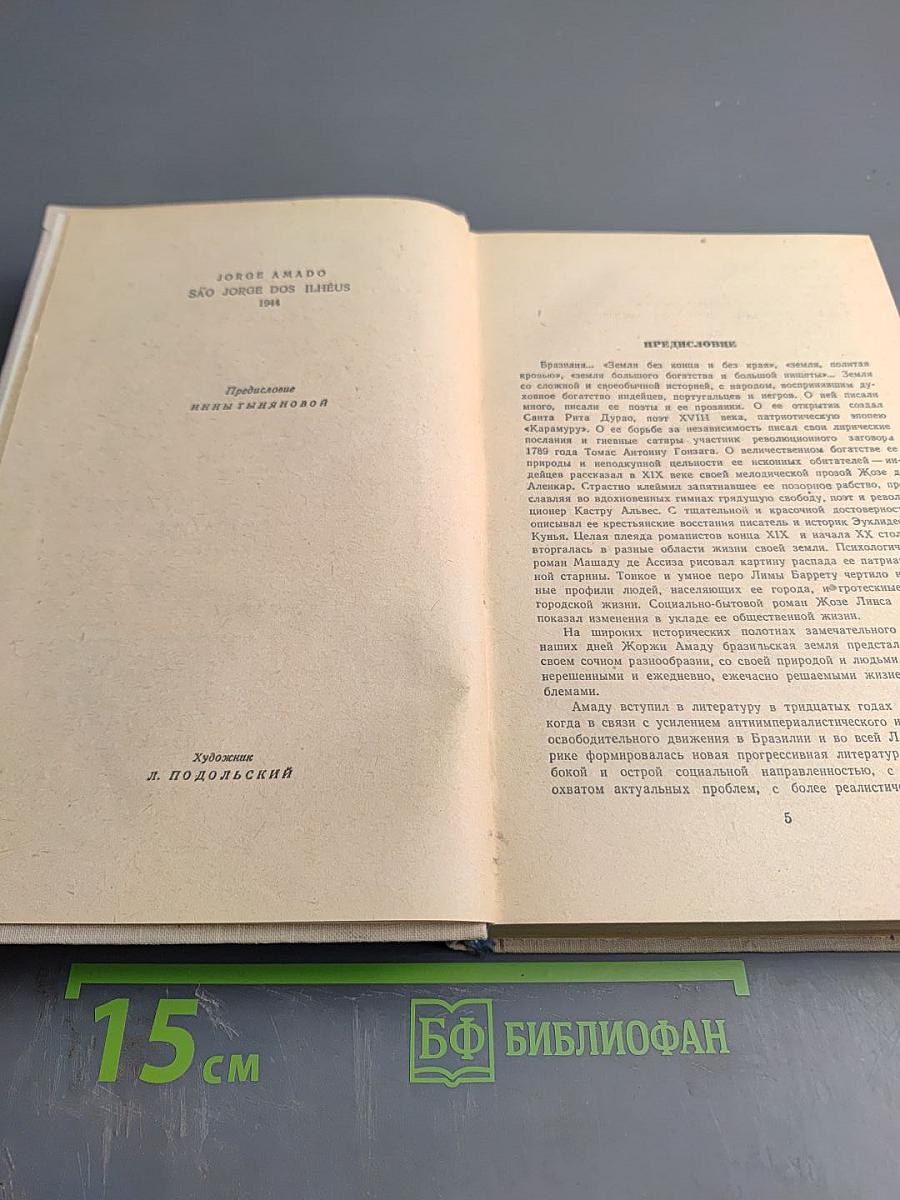 JORGE AMADO
SÃO JORGE DOS ILHÉUS
1944
Предисловие
ИННЫ ТЫНЯНОВОЙ
Художник
Л. ПОДОЛЬСКИЙ
ПРЕДИСЛОВИЕ
Бразилия... «Земля без конца и без края», «земля, политая
кровью», «земля большого богатства и большой нищеты»... Земля
со сложной и своеобычной историей, с народом, воспринявшим ду-
ховное богатство индейцев, португальцев и негров. О ней писали
много, писали ее поэты и ее прозаики. О ее открытии создал
Санта Рита Дурао, поэт XVIII века, патриотическую эпопею
«Карамуру». О ее борьбе за независимость писал свои лирические
послания и гневные сатиры участник революционного заговора
1789 года Томас Антониу Гонзага. О величественном богатстве ее
природы и неподкупной цельности ее исконных обитателей — ин-
дейцев рассказал в XIX веке своей мелодической прозой Жозе д
Аленкар. Страстно клеймил запятнавшее ее позорное рабство, пр
славляя во вдохновенных гимнах грядущую свободу, поэт и револ
ционер Кастру Альвес. С тщательной и красочной достоверност
описывал ее крестьянские восстания писатель и историк Эуклидес
Кунья. Целая плеяда романистов конца XIX и начала XX стол
вторгалась в разные области жизни своей земли. Психологич
роман Машаду де Ассиза рисовал картину распада ее патриа
ной старины. Тонкое и умное перо Лимы Баррету чертило
ные профили людей, населяющих ее города, и гротескные
городской жизни. Социально-бытовой роман Жозе Линса
показал изменения в укладе ее общественной жизни.
На широких исторических полотнах замечательного
наших дней Жоржи Амаду бразильская земля предстал
своем сочном разнообразии, со своей природой и людьми
нерешенными и ежедневно, ежечасно решаемыми жизне
блемами.
Амаду вступил в литературу в тридцатых годах
когда в связи с усилением антиимпериалистического и
освободительного движения в Бразилии и во всей Л
рике формировалась новая прогрессивная литератур
бокой и острой социальной направленностью, с
охватом актуальных проблем, с более реалистиче
5
15 см
БФ БИБЛИОФАН